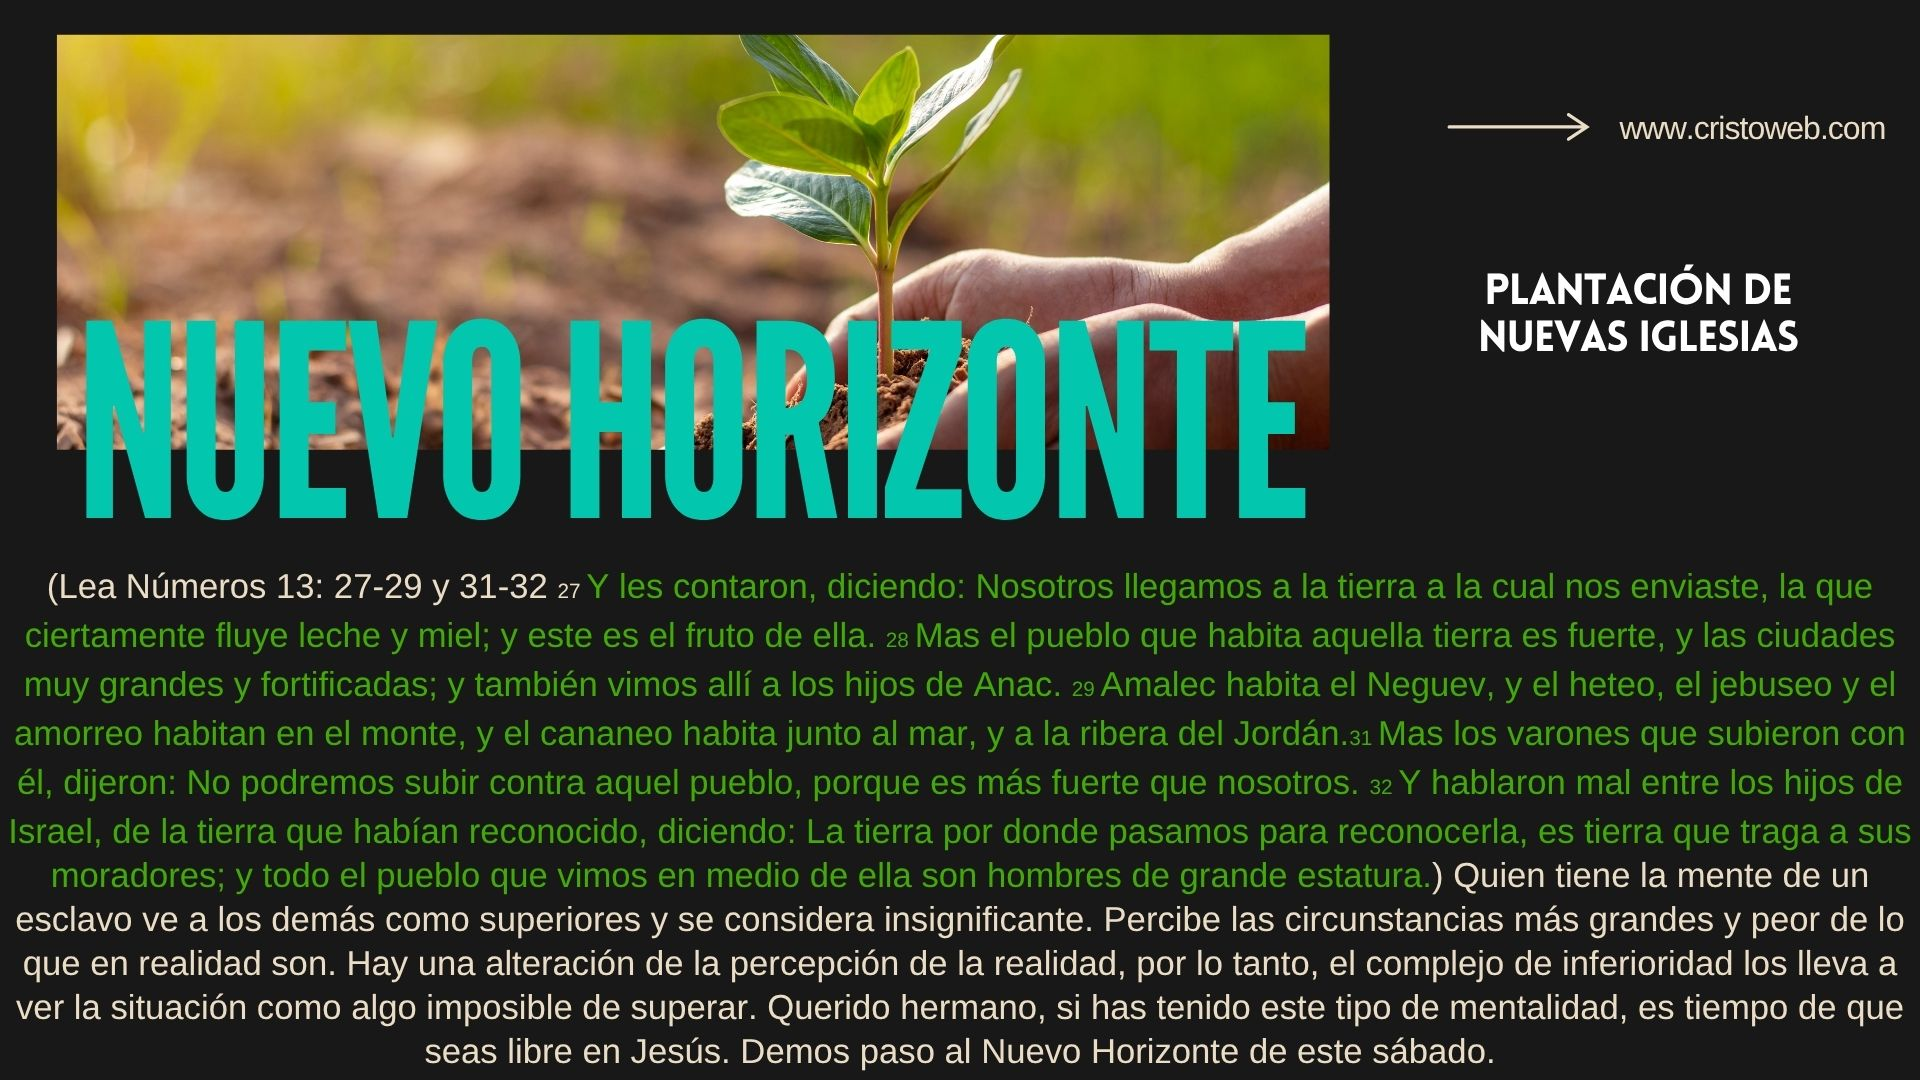 www.cristoweb.com
PLANTACIÓN DE
NUEVAS IGLESIAS
NUEVO HORIZONTE
(Lea Números 13: 27-29 y 31-32 27 Y les contaron, diciendo: Nosotros llegamos a la tierra a la cual nos enviaste, la que
ciertamente fluye leche y miel; y este es el fruto de ella. 28 Mas el pueblo que habita aquella tierra es fuerte, y las ciudades
muy grandes y fortificadas; y también vimos allí a los hijos de Anac. 29 Amalec habita el Neguev, y el heteo, el jebuseo y el
amorreo habitan en el monte, y el cananeo habita junto al mar, y a la ribera del Jordán.31 Mas los varones que subieron con
él, dijeron: No podremos subir contra aquel pueblo, porque es más fuerte que nosotros. 32 Y hablaron mal entre los hijos de
Israel, de la tierra que habían reconocido, diciendo: La tierra por donde pasamos para reconocerla, es tierra que traga a sus
moradores; y todo el pueblo que vimos en medio de ella son hombres de grande estatura.) Quien tiene la mente de un
esclavo ve a los demás como superiores y se considera insignificante. Percibe las circunstancias más grandes y peor de lo
que en realidad son. Hay una alteración de la percepción de la realidad, por lo tanto, el complejo de inferioridad los lleva a
ver la situación como algo imposible de superar. Querido hermano, si has tenido este tipo de mentalidad, es tiempo de que
seas libre en Jesús. Demos paso al Nuevo Horizonte de este sábado.